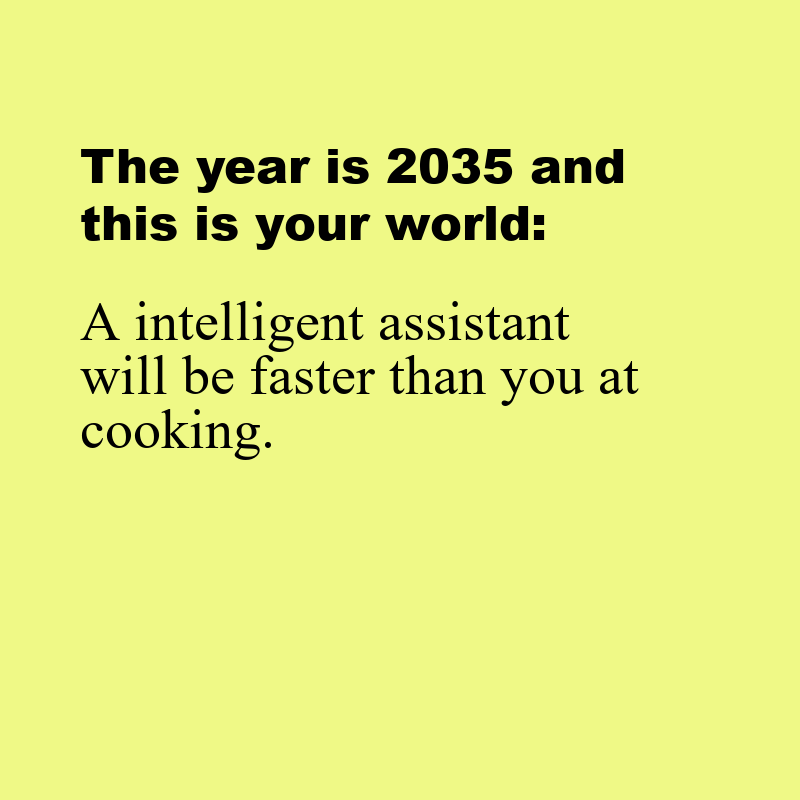 The year is 2035 and
this is your world:
A intelligent assistant
will be faster than you at
cooking.